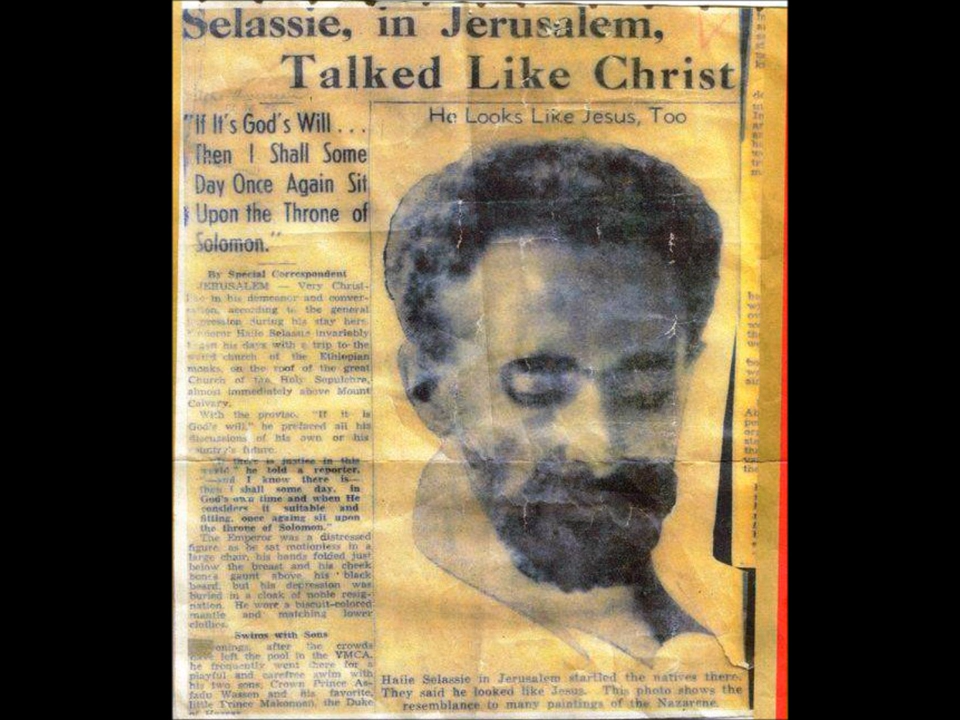 Selassie, in Jerusalem,
Talked Like Christ
He Looks Like Jesus, Too
"If It's God's Will . . .
Then I Shall Some
Day Once Again Sit
Upon the Throne of
Solomon."
By Special Correspondent
JERUSALEM — Very Christ-
in his demeanor and conver-
according to the general
during his stay here,
Haile Selassie invariably
his days with a trip to the
church of the Ethiopian
monks, on the roof of the great
Church of the Holy Sepulchre,
almost immediately above Mount
Calvary.
With the proviso, "If it is
God's will," he prefaced all his
discussions of his own or his
future.
"If there is justice in this
world," he told a reporter,
"—and I know there is—
then I shall some day, in
God's own time and when He
considers it suitable and
fitting, once againg sit upon
the throne of Solomon."
The Emperor was a distressed
figure, as he sat motionless in a
large chair, his hands folded just
below the breast and his cheek
bones gaunt above his black
beard, but his depression was
buried in a cloak of noble resig-
nation. He wore a biscuit-colored
mantle and matching lower
clothes.
Swims with Sons
after the crowds
have left the pool in the YMCA,
he frequently went there for a
playful and carefree swim with
his two sons, Crown Prince As-
fadu Wassen and his favorite,
little Prince Makonnen, the Duke
of Harrar.
Haile Selassie in Jerusalem startled the natives there.
They said he looked like Jesus. This photo shows the
resemblance to many paintings of the Nazarene.